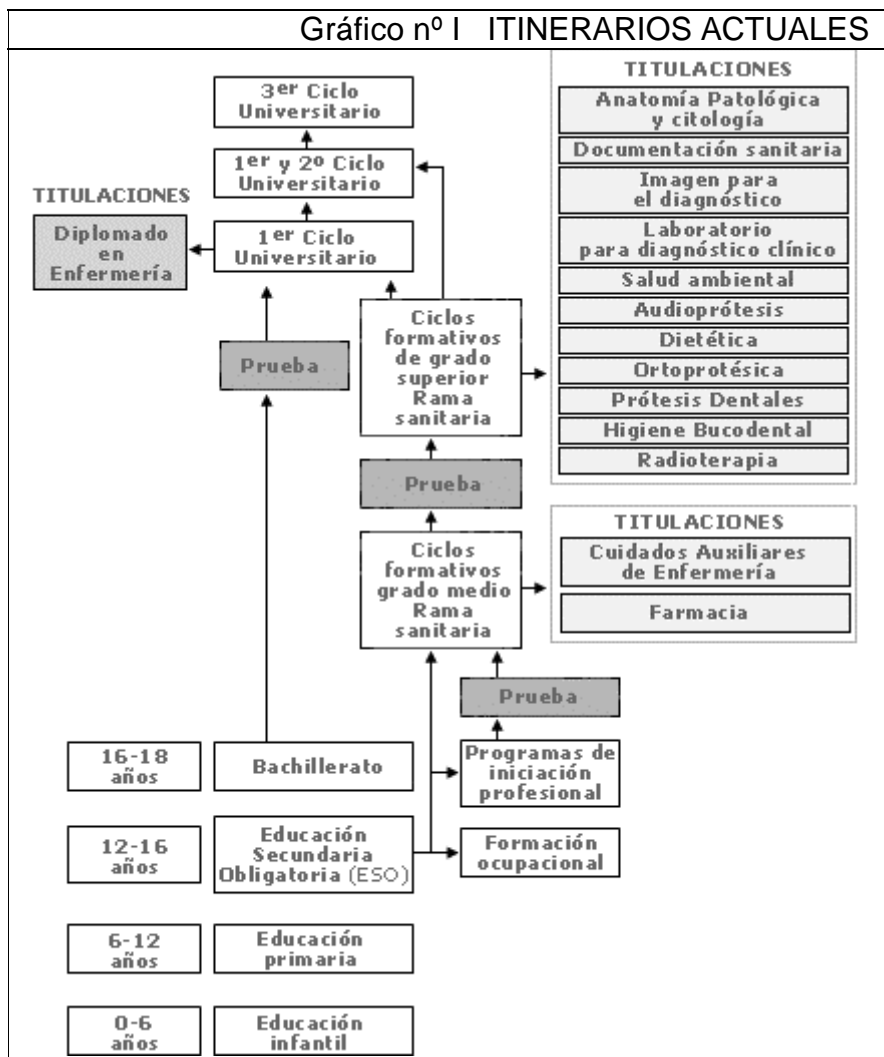 Gráfico nº I ITINERARIOS ACTUALES
3er Ciclo
Universitario
1er y 2º Ciclo
Universitario
TITULACIONES
Diplomado
en
Enfermería
1er Ciclo
Universitario
Prueba
Ciclos
formativos
de grado
superior
Rama
sanitaria
TITULACIONES
Anatomía Patológica
y citología
Documentación sanitaria
Imagen para
el diagnóstico
Laboratorio
para diagnóstico clínico
Salud ambiental
Audioprótesis
Dietética
Ortoprotésica
Prótesis Dentales
Higiene Bucodental
Radioterapia
Prueba
Ciclos
formativos
grado medio
Rama
sanitaria
TITULACIONES
Cuidados Auxiliares
de Enfermería
Farmacia
Prueba
16-18
años
Bachillerato
Programas de
iniciación
profesional
12-16
años
Educación
Secundaria
Obligatoria (ESO)
Formación
ocupacional
6-12
años
Educación
primaria
0-6
años
Educación
infantil